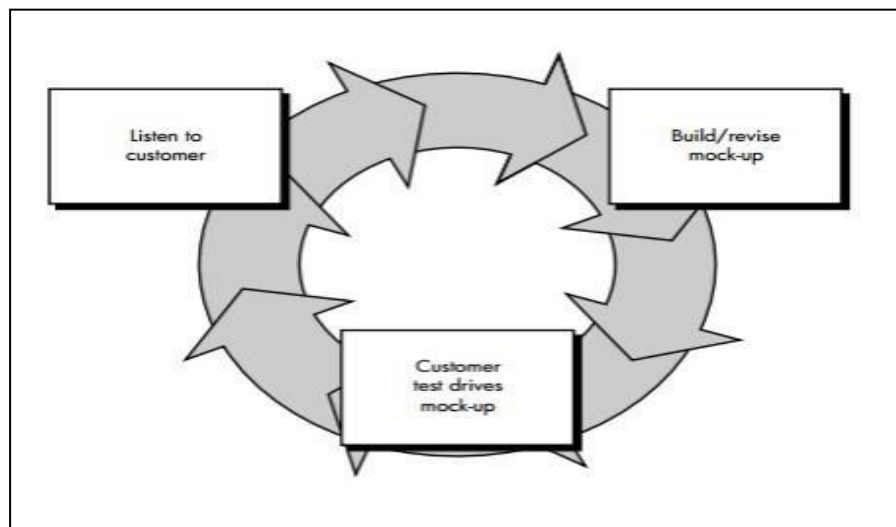 Listen to
customer
Build/revise
mock-up
Customer
test drives
mock-up